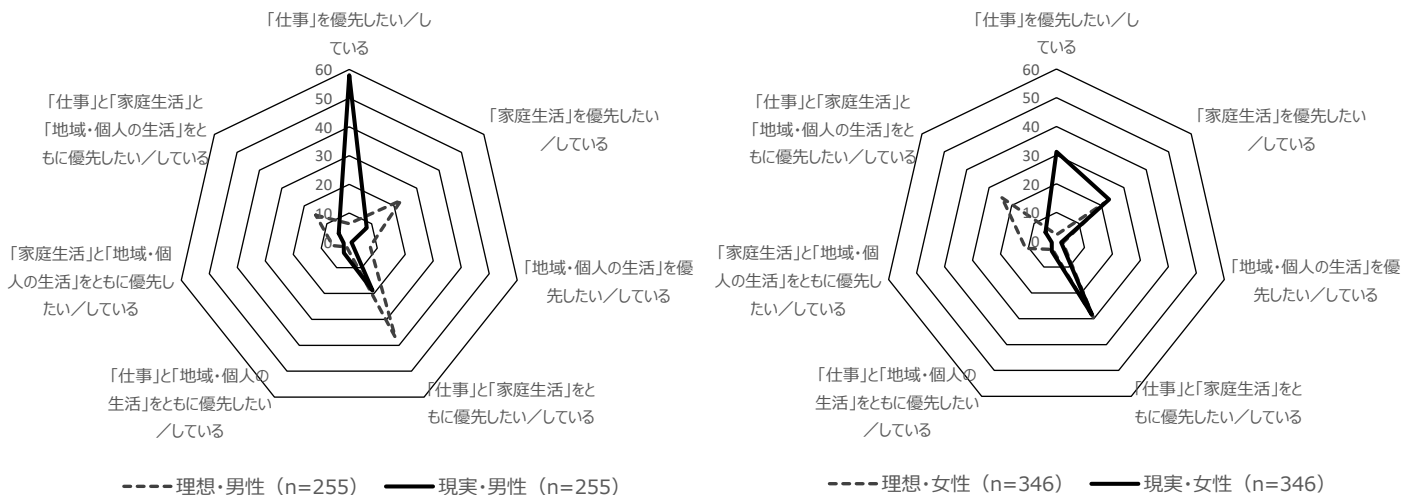 「仕事」を優先したい／し
ている
60
50
40
30
20
10
0
「家庭生活」を優先したい
／している
「地域・個人の生活」を優
先したい／している
「仕事」と「家庭生活」をと
もに優先したい／している
「仕事」と「地域・個人の
生活」をともに優先したい
／している
「家庭生活」と「地域・個
人の生活」をともに優先し
たい／している
「仕事」と「家庭生活」と
「地域・個人の生活」をと
もに優先したい／している
理想・男性（n=255）
現実・男性（n=255）
「仕事」を優先したい／し
ている
60
50
40
30
20
10
0
「家庭生活」を優先したい
／している
「地域・個人の生活」を優
先したい／している
「仕事」と「家庭生活」をと
もに優先したい／している
「仕事」と「地域・個人の
生活」をともに優先したい
／している
「家庭生活」と「地域・個
人の生活」をともに優先し
たい／している
「仕事」と「家庭生活」と
「地域・個人の生活」をと
もに優先したい／している
理想・女性（n=346）
現実・女性（n=346）